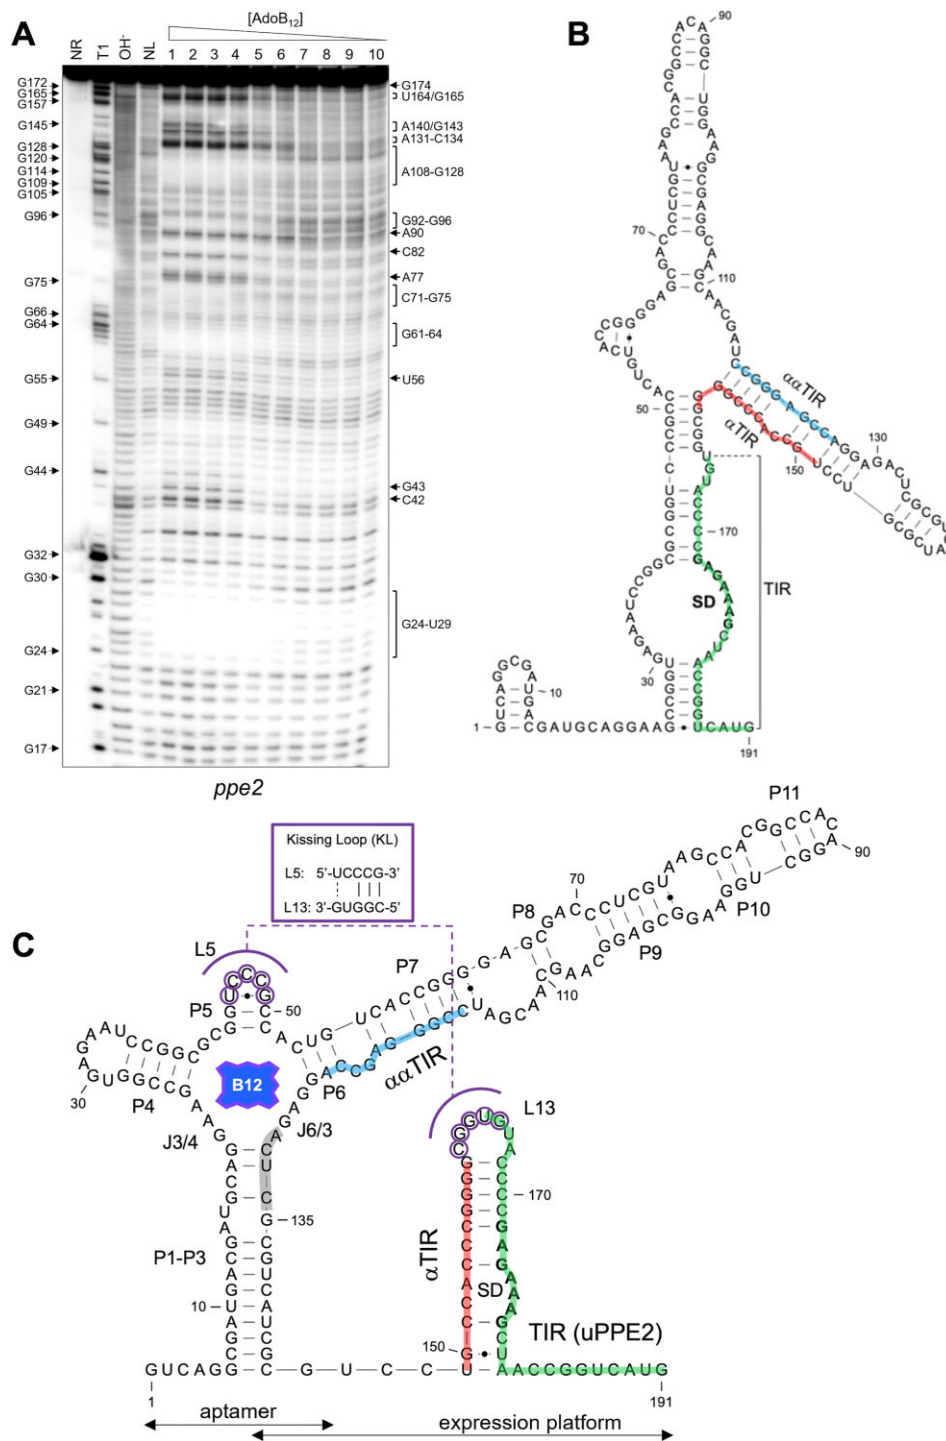 A
[AdoB12]
NR
T1
OH-
NL
1 2 3 4 5 6 7 8 9 10
G172
G165
G157
G145
G128
G120
G114
G109
G105
G96
G75
G66
G64
G55
G49
G44
G32
G30
G24
G21
G17
G174
U164/G165
A140/G143
A131-C134
A108-G128
G92-G96
A90
C82
A77
C71-G75
G61-64
U56
G43
C42
G24-U29
ppe2
B
90
70
110
50
ααTIR
αTIR
130
150
170
TIR
SD
30
10
1
CGAUGCAGGAAG
UCAUG
191
Kissing Loop (KL)
L5: 5'-UCCCG-3'
L13: 3'-GUGGC-5'
C
L5
P5
50
P4
30
B12
J3/4
J6/3
P6
P7
P8
70
P9
P10
P11
90
110
ααTIR
P1-P3
10
135
αTIR
L13
170
SD
150
TIR (uPPE2)
GUCAGG
C G U C C
AACCGGUCAUG
1
191
aptamer
expression platform